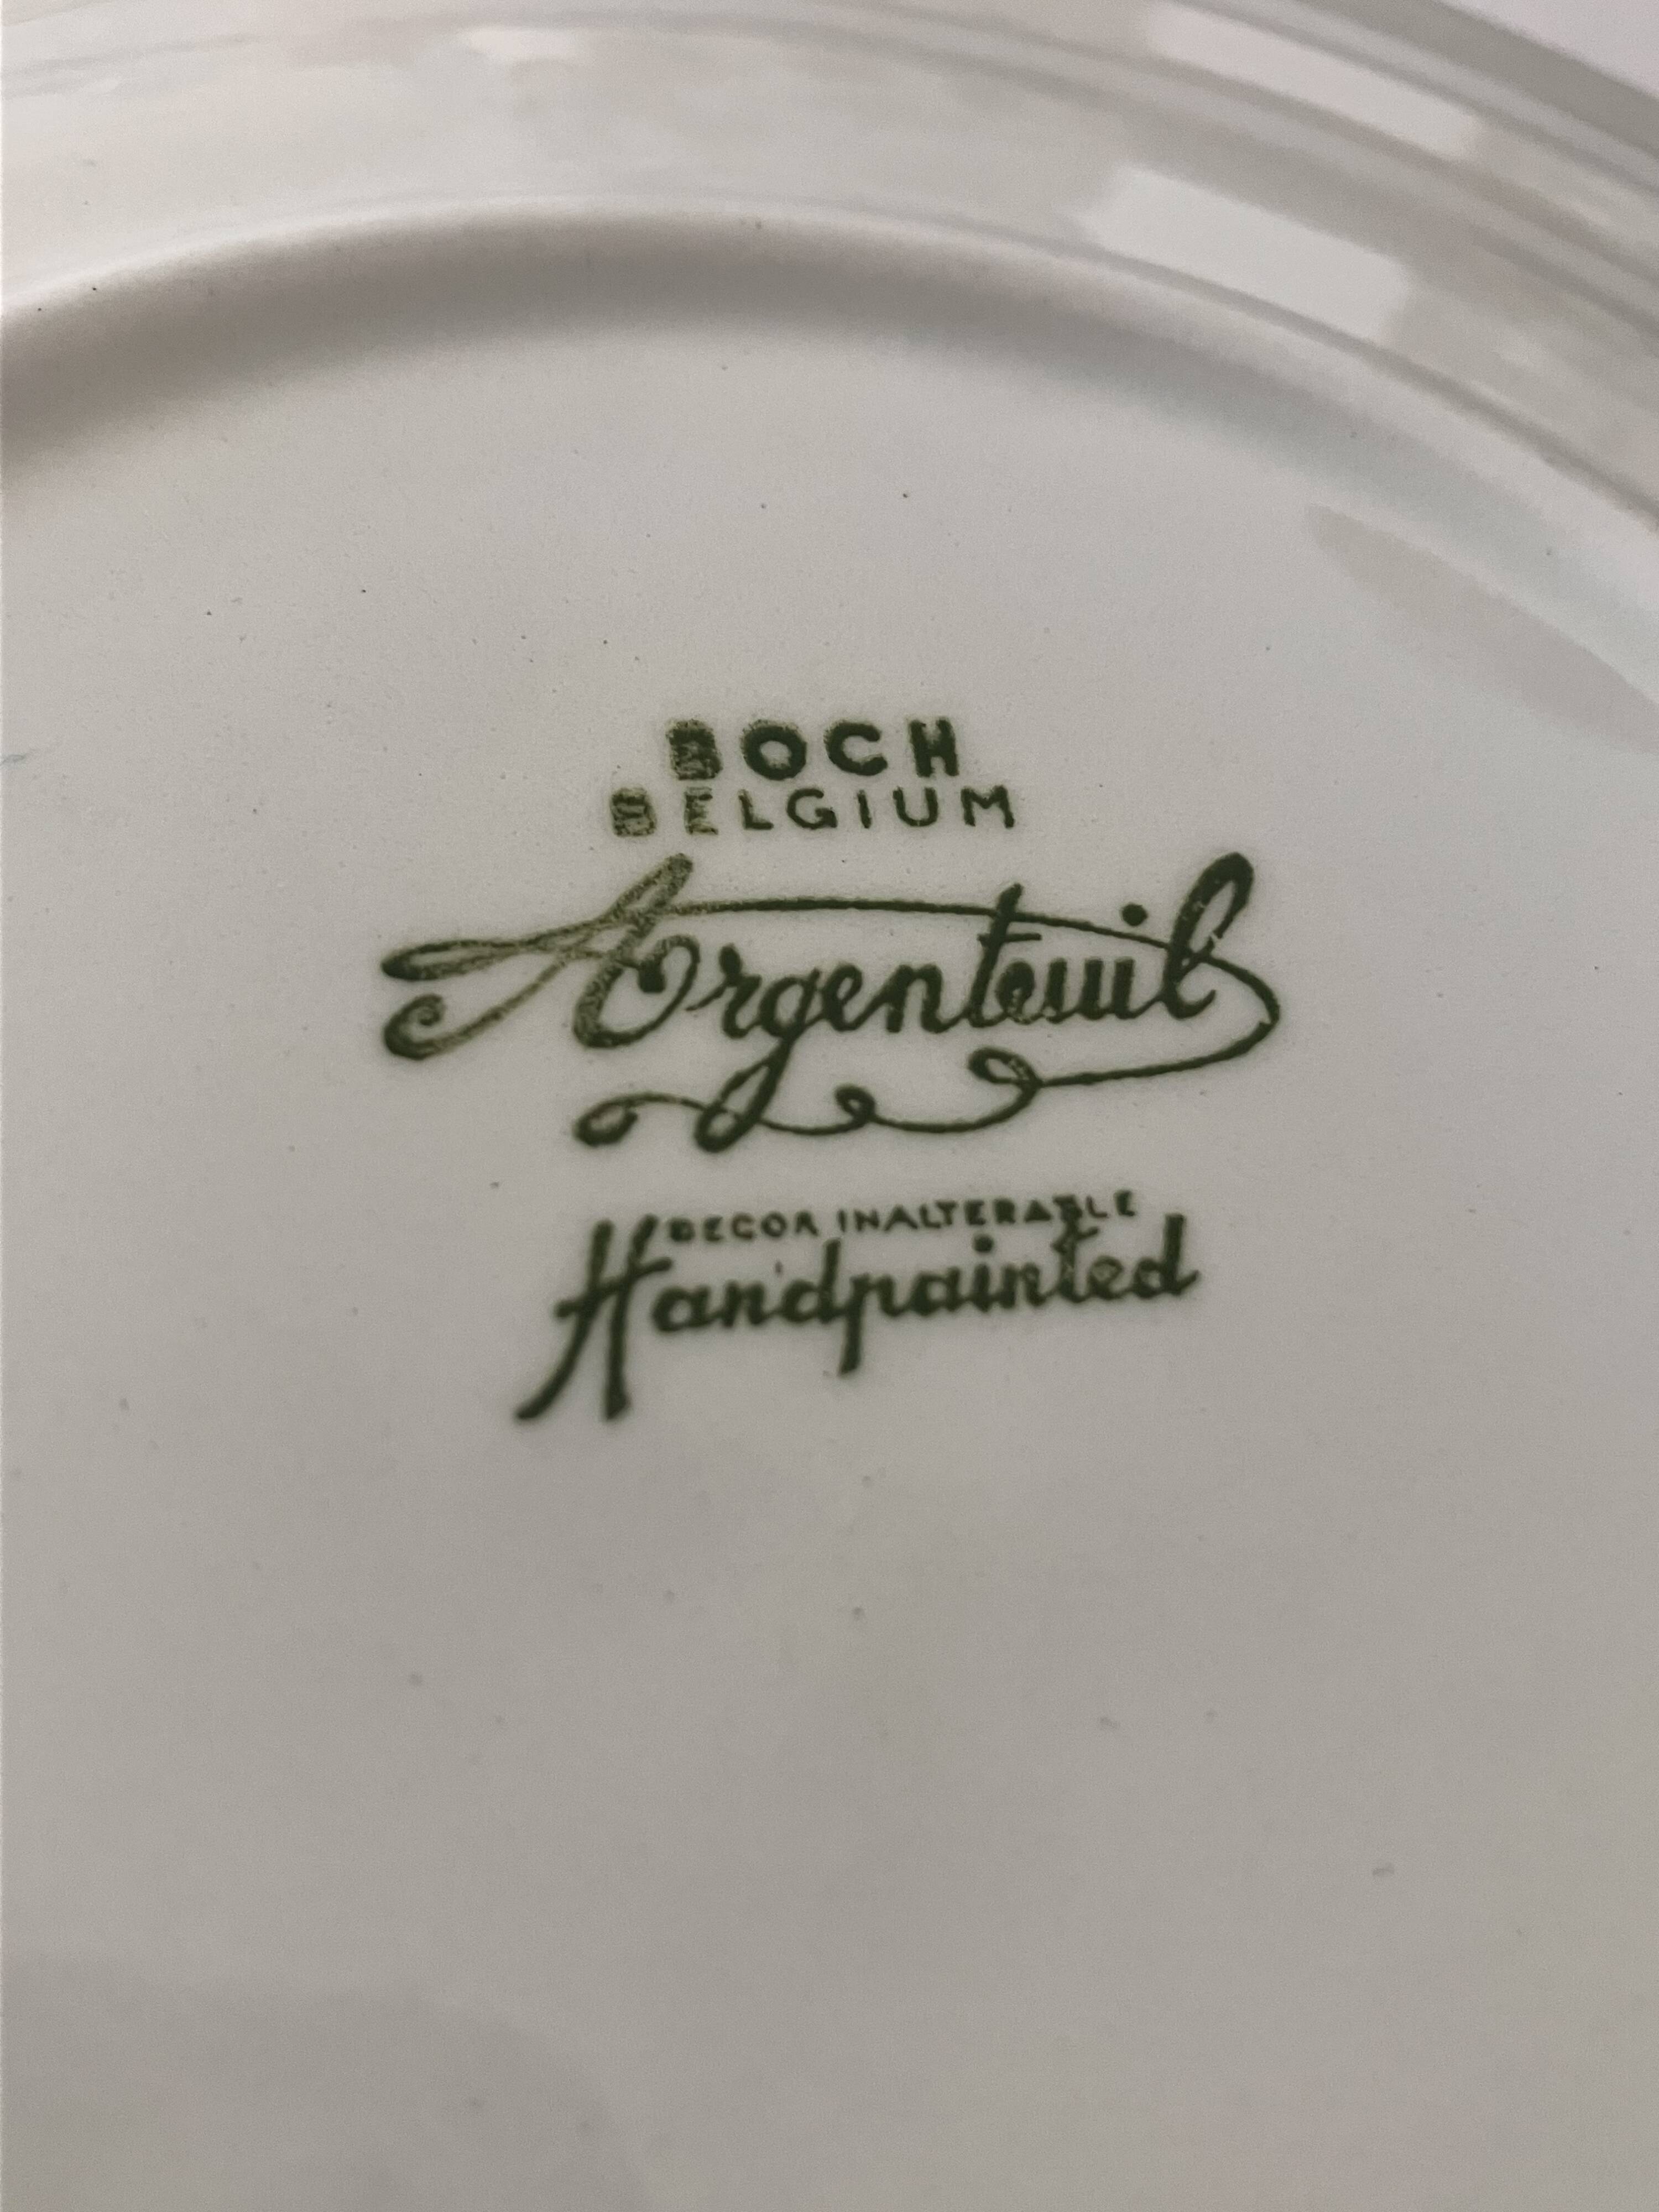 BOCH
BELGIUM
Argenteuil
DECOR INALTERABLE
Handpainted